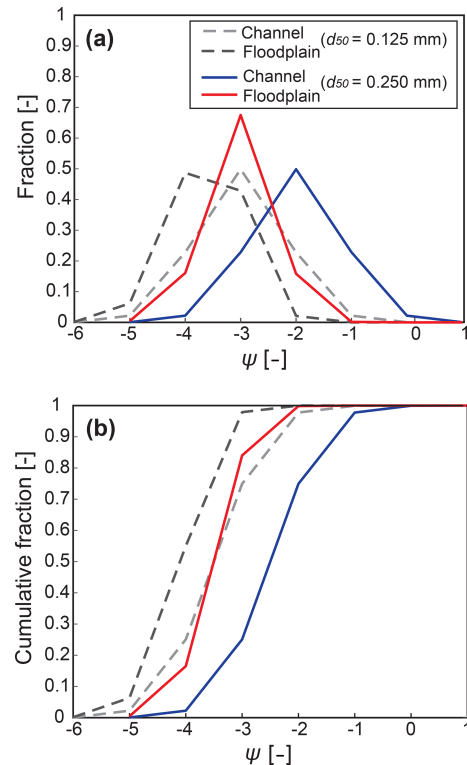 (a)
Channel (d50 = 0.125 mm)
Floodplain
Channel (d50 = 0.250 mm)
Floodplain
Fraction [-]
1
0.9
0.8
0.7
0.6
0.5
0.4
0.3
0.2
0.1
0
-6 -5 -4 -3 -2 -1 0 1
ψ [-]
(b)
Cumulative fraction [-]
1
0.9
0.8
0.7
0.6
0.5
0.4
0.3
0.2
0.1
0
-6 -5 -4 -3 -2 -1 0 1
ψ [-]